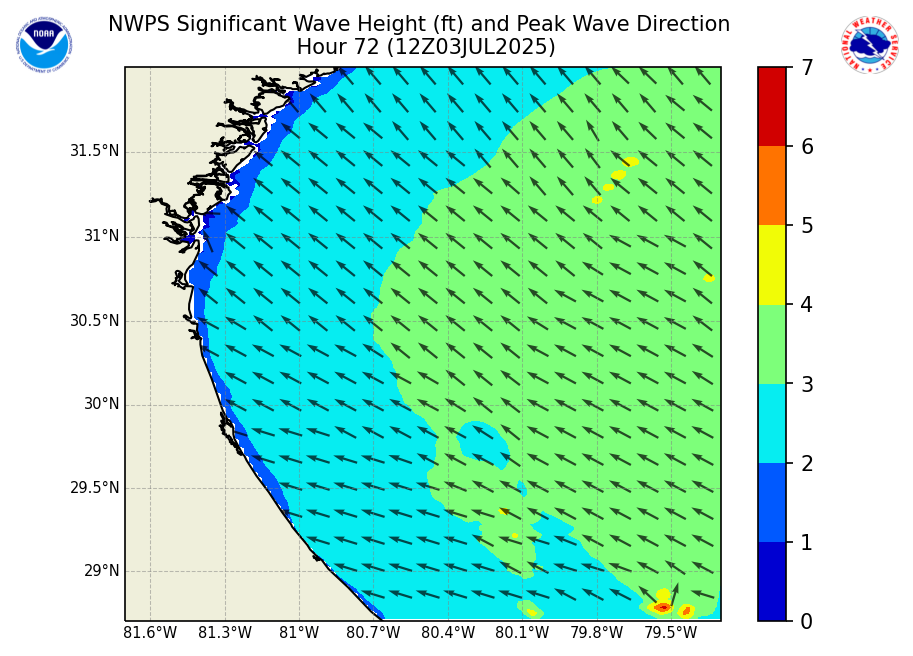 NWPS Significant Wave Height (ft) and Peak Wave Direction
Hour 72 (12Z03JUL2025)
NOAA
NATIONAL WEATHER SERVICE
31.5°N
31°N
30.5°N
30°N
29.5°N
29°N
81.6°W 81.3°W 81°W 80.7°W 80.4°W 80.1°W 79.8°W 79.5°W
7
6
5
4
3
2
1
0